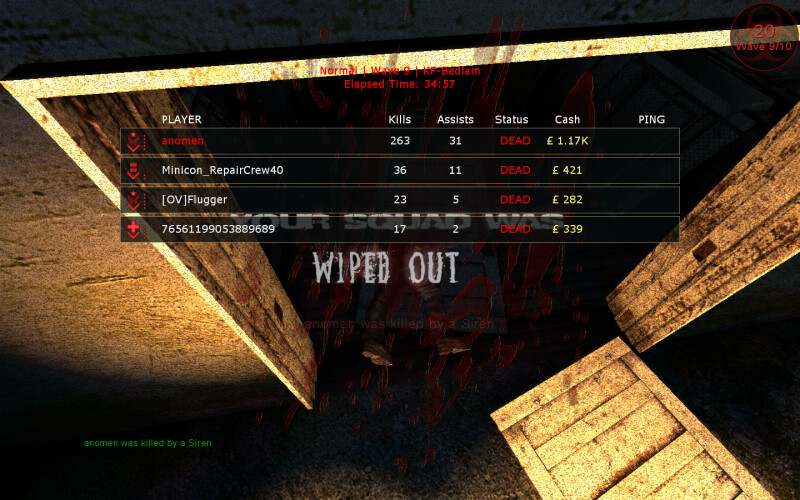 20
Wave 9/10
Normal | Wave 9 | KF-Bedlam
Elapsed Time: 34:57
PLAYER Kills Assists Status Cash PING
anomen 263 31 DEAD £ 1.17K
Minicon_RepairCrew40 36 11 DEAD £ 421
[OV]Flugger 23 5 DEAD £ 282
YOUR SQUAD WAS
76561199053889689 17 2 DEAD £ 339
WIPED OUT
anomen was killed by a Siren
anomen was killed by a Siren.